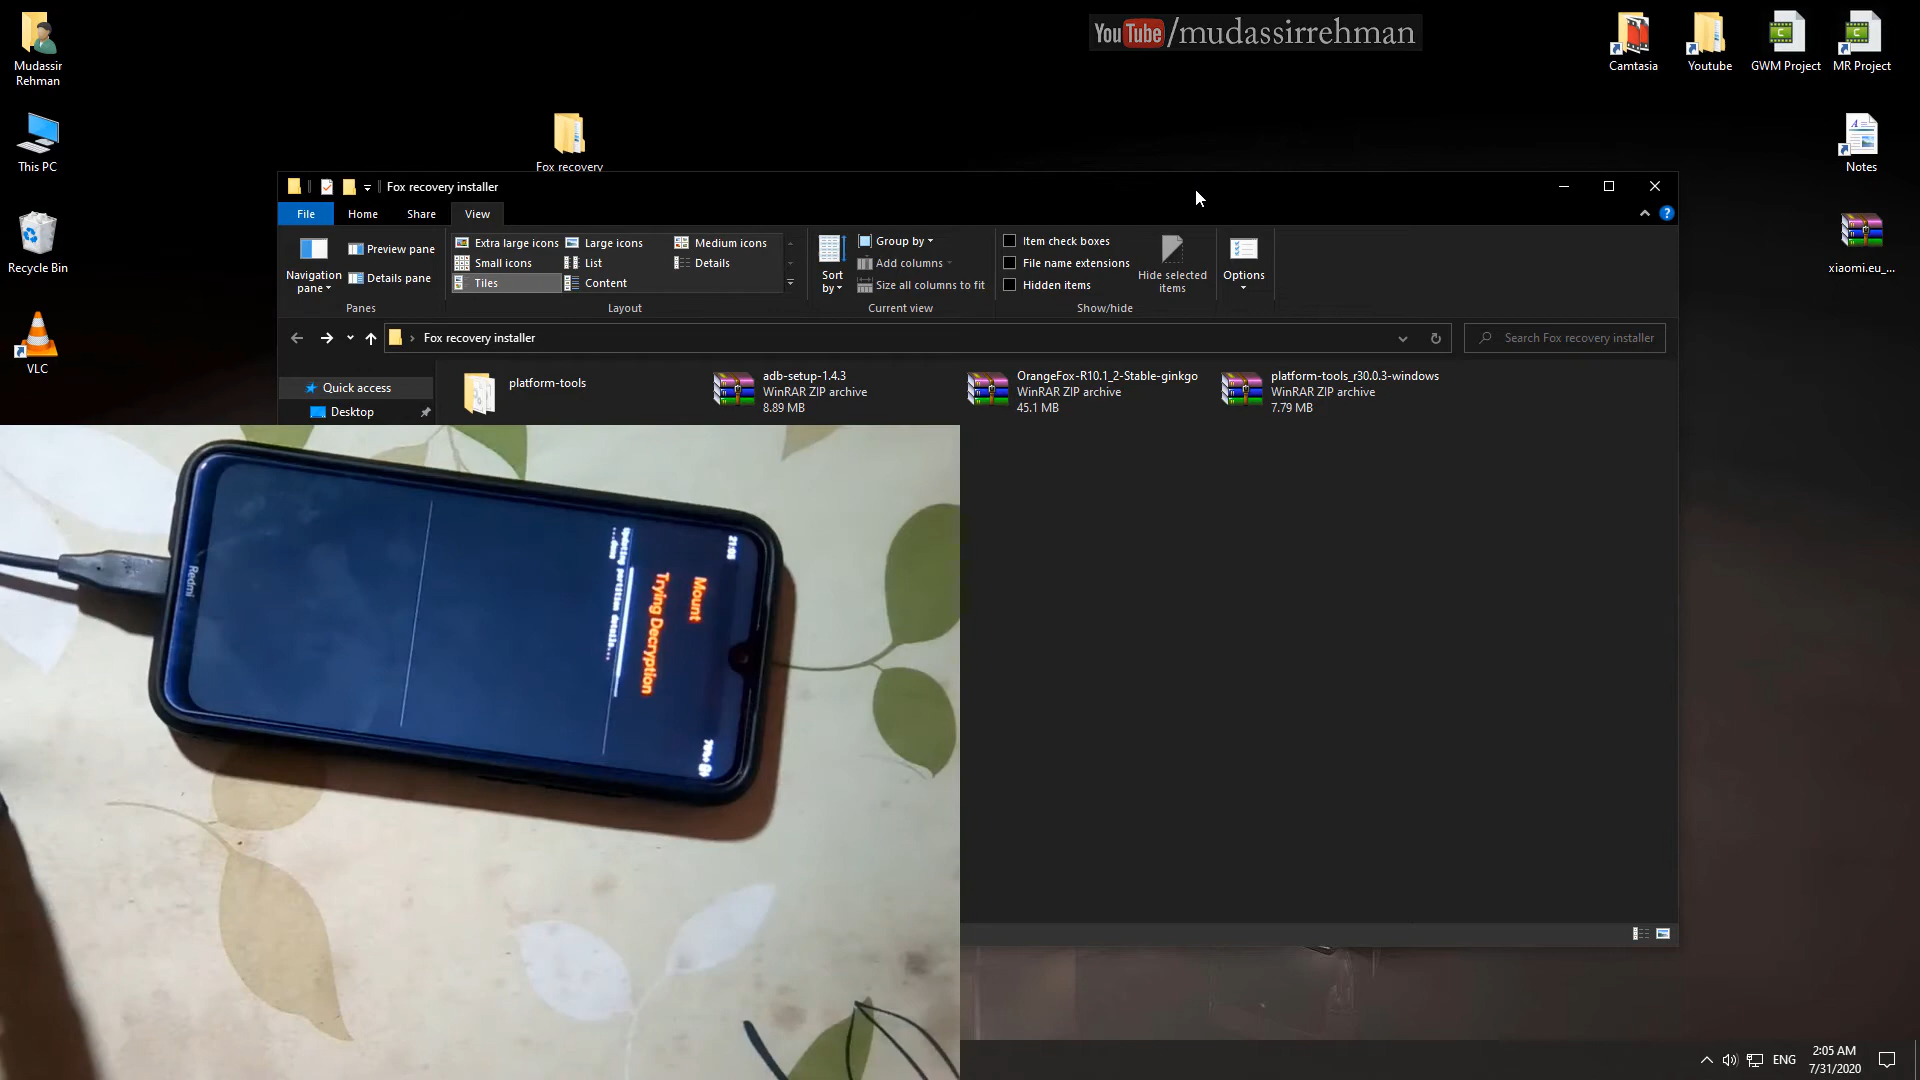 YouTube/mudassirrehman
Mudassir
Rehman
This PC
Recycle Bin
VLC
Fox recovery
Camtasia
Youtube
GWM Project
MR Project
Notes
xiaomi.eu_...
Fox recovery installer
File
Home
Share
View
Navigation
pane
Preview pane
Details pane
Panes
Extra large icons
Large icons
Medium icons
Small icons
List
Details
Tiles
Content
Layout
Sort
by
Group by
Add columns
Size all columns to fit
Current view
Item check boxes
File name extensions
Hidden items
Hide selected
items
Show/hide
Options
Fox recovery installer
Search Fox recovery installer
Quick access
Desktop
platform-tools
adb-setup-1.4.3
WinRAR ZIP archive
8.89 MB
OrangeFox-R10.1_2-Stable-ginkgo
WinRAR ZIP archive
45.1 MB
platform-tools_r30.0.3-windows
WinRAR ZIP archive
7.79 MB
21:05
Mount
Trying Decryption
Updating partition details...
...done
Redmi
ENG
2:05 AM
7/31/2020